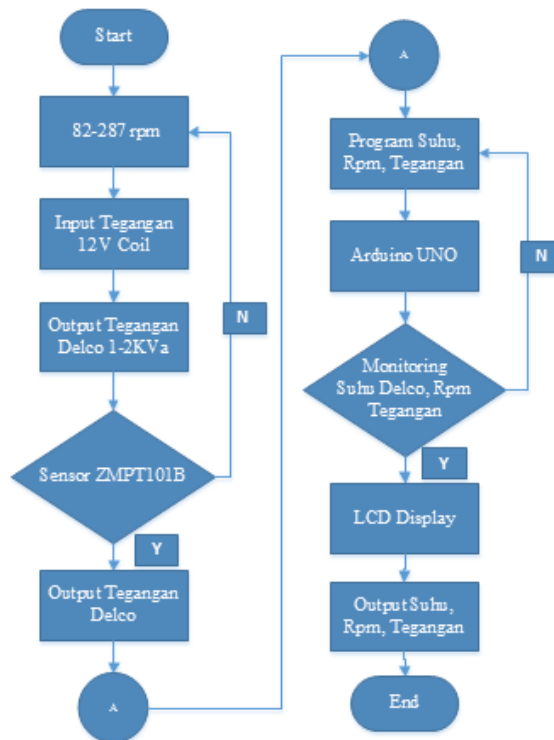 Start
82-287 rpm
Input Tegangan
12V Coil
Output Tegangan
Delco 1-2KVa
N
Sensor ZMPT101B
Y
Output Tegangan
Delco
A
A
Program Suhu,
Rpm, Tegangan
Arduino UNO
N
Monitoring
Suhu Delco, Rpm
Tegangan
Y
LCD Display
Output Suhu,
Rpm, Tegangan
End